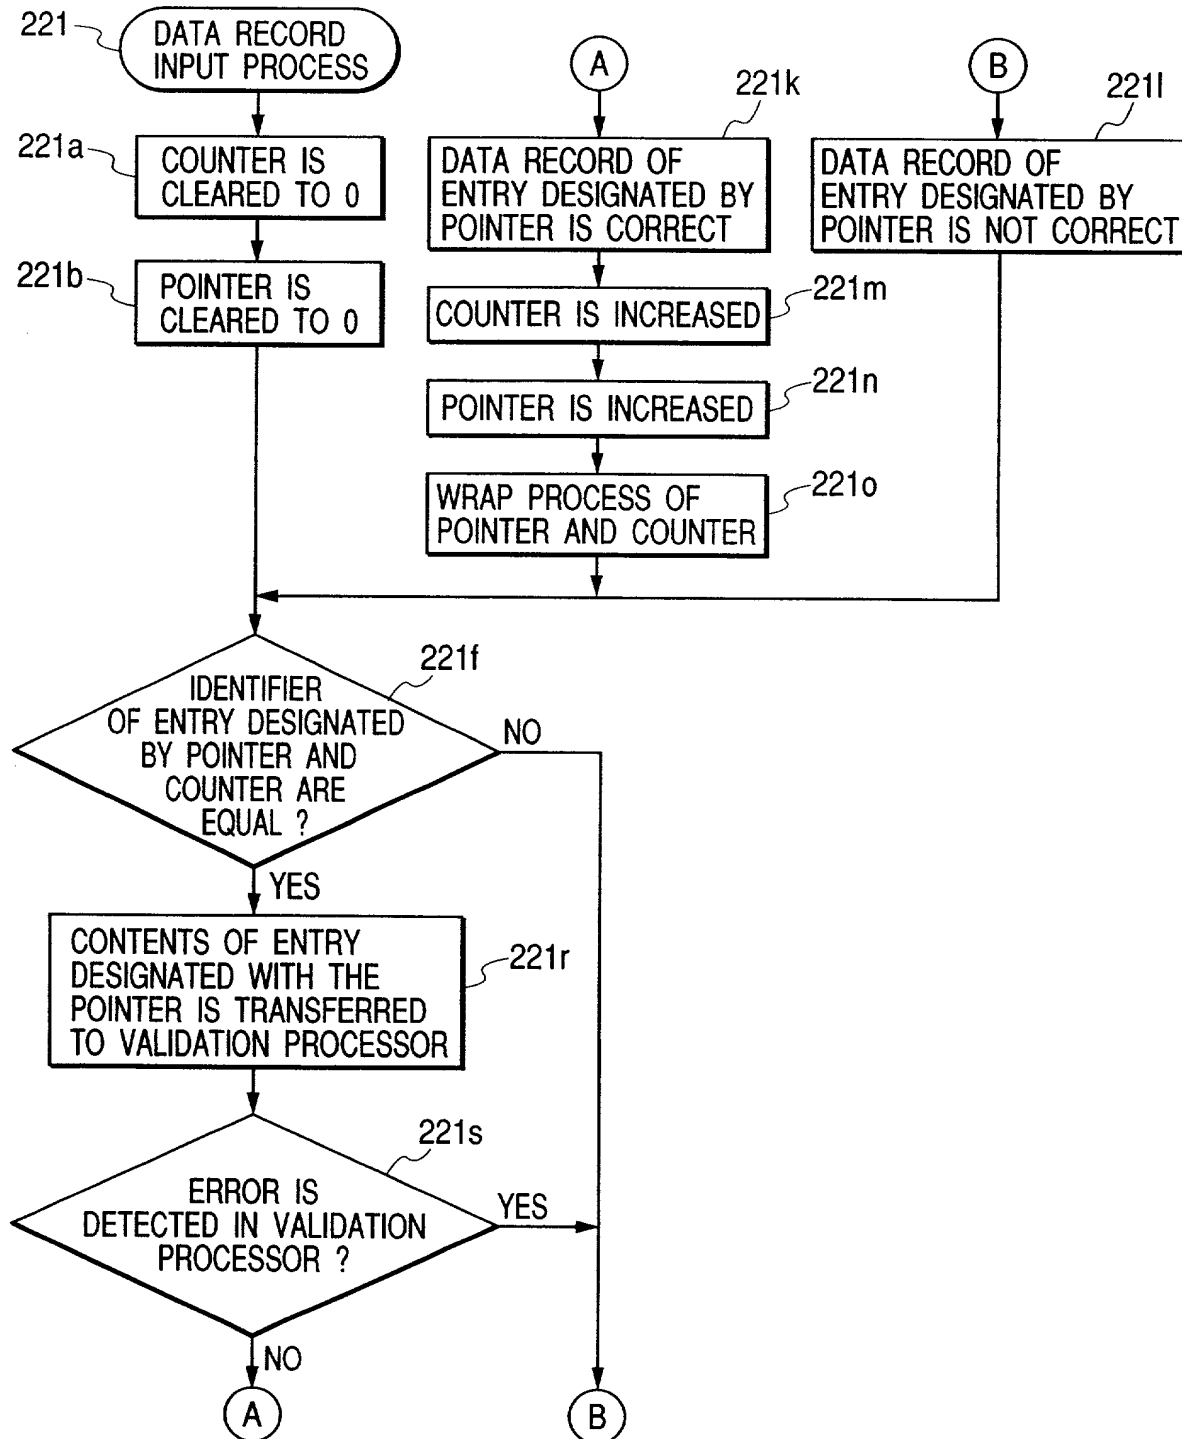 221
DATA RECORD
INPUT PROCESS
221a
COUNTER IS
CLEARED TO 0
221b
POINTER IS
CLEARED TO 0
A
221k
DATA RECORD OF
ENTRY DESIGNATED BY
POINTER IS CORRECT
221m
COUNTER IS INCREASED
221n
POINTER IS INCREASED
221o
WRAP PROCESS OF
POINTER AND COUNTER
B
221l
DATA RECORD OF
ENTRY DESIGNATED BY
POINTER IS NOT CORRECT
221f
IDENTIFIER
OF ENTRY DESIGNATED
BY POINTER AND
COUNTER ARE
EQUAL ?
NO
YES
221r
CONTENTS OF ENTRY
DESIGNATED WITH THE
POINTER IS TRANSFERRED
TO VALIDATION PROCESSOR
221s
ERROR IS
DETECTED IN VALIDATION
PROCESSOR ?
YES
NO
A
B